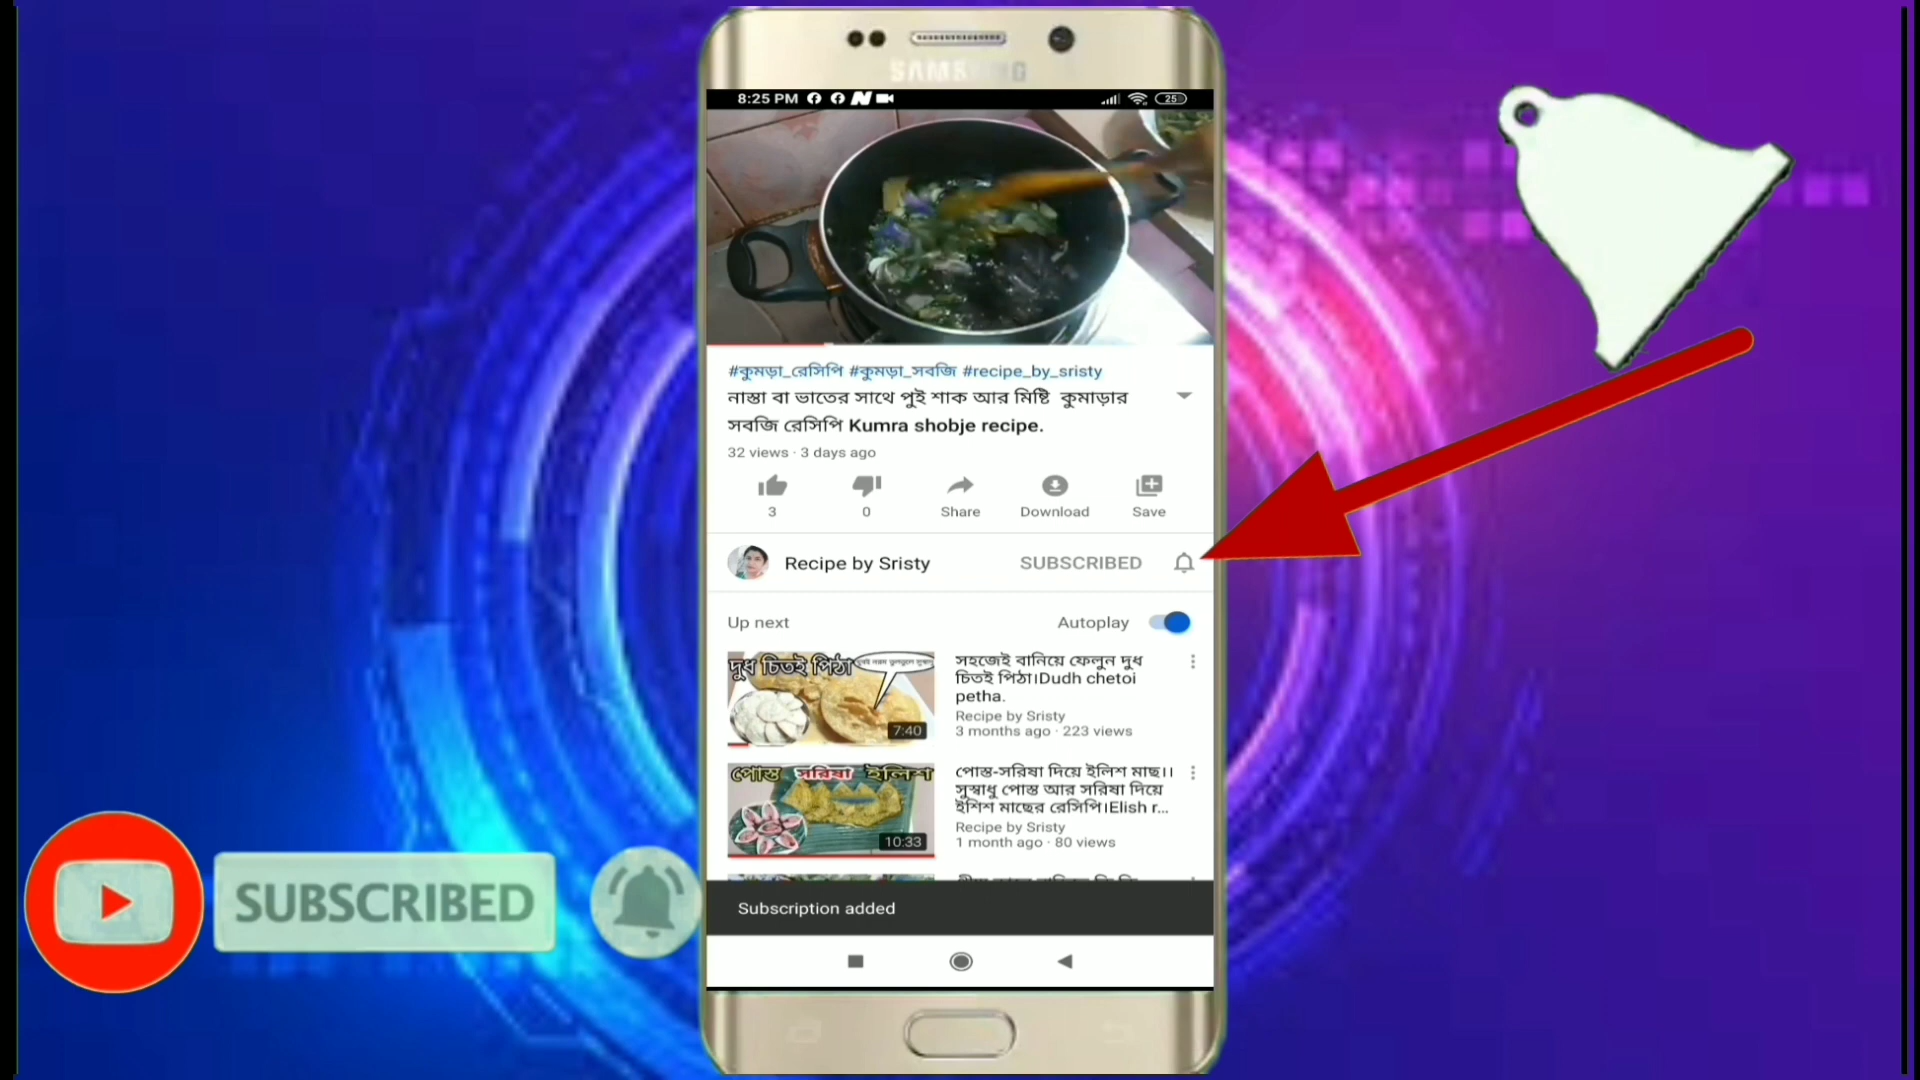 SAMSUNG
8:25 PM
25
#কুমড়া_রেসিপি #কুমড়া_সবজি #recipe_by_sristy
নাস্তা বা ভাতের সাথে পুই শাক আর মিষ্টি কুমাড়ার
সবজি রেসিপি Kumra shobje recipe.
32 views · 3 days ago
3 0 Share Download Save
Recipe by Sristy SUBSCRIBED
Up next Autoplay
দুধ চিতই পিঠা
7:40
সহজেই বানিয়ে ফেলুন দুধ
চিতই পিঠা।Dudh chetoi
petha.
Recipe by Sristy
3 months ago · 223 views
পোস্ত সরিষা ইলিশ
10:33
পোস্ত-সরিষা দিয়ে ইলিশ মাছ।।
সুস্বাধু পোস্ত আর সরিষা দিয়ে
ইশিশ মাছের রেসিপি।Elish r...
Recipe by Sristy
1 month ago · 80 views
Subscription added
SUBSCRIBED